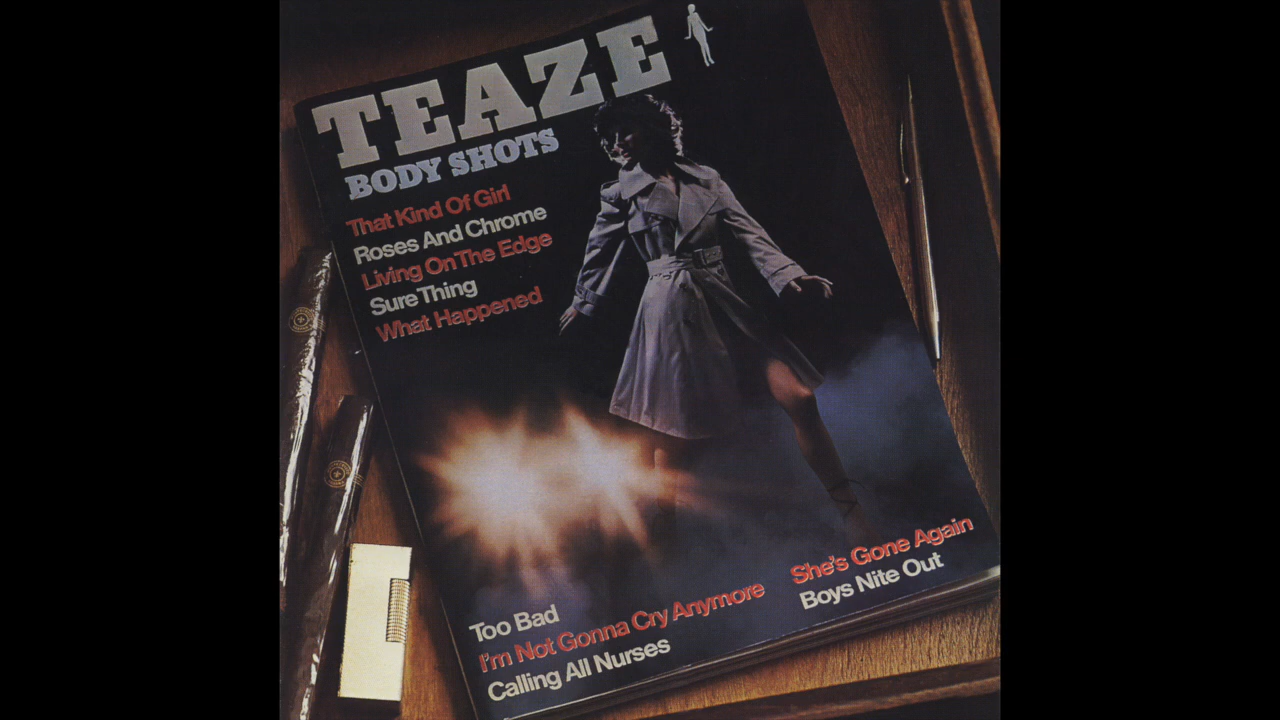 TEAZE
BODY SHOTS
That Kind Of Girl
Roses And Chrome
Living On The Edge
Sure Thing
What Happened
Too Bad
I'm Not Gonna Cry Anymore
Calling All Nurses
She's Gone Again
Boys Nite Out